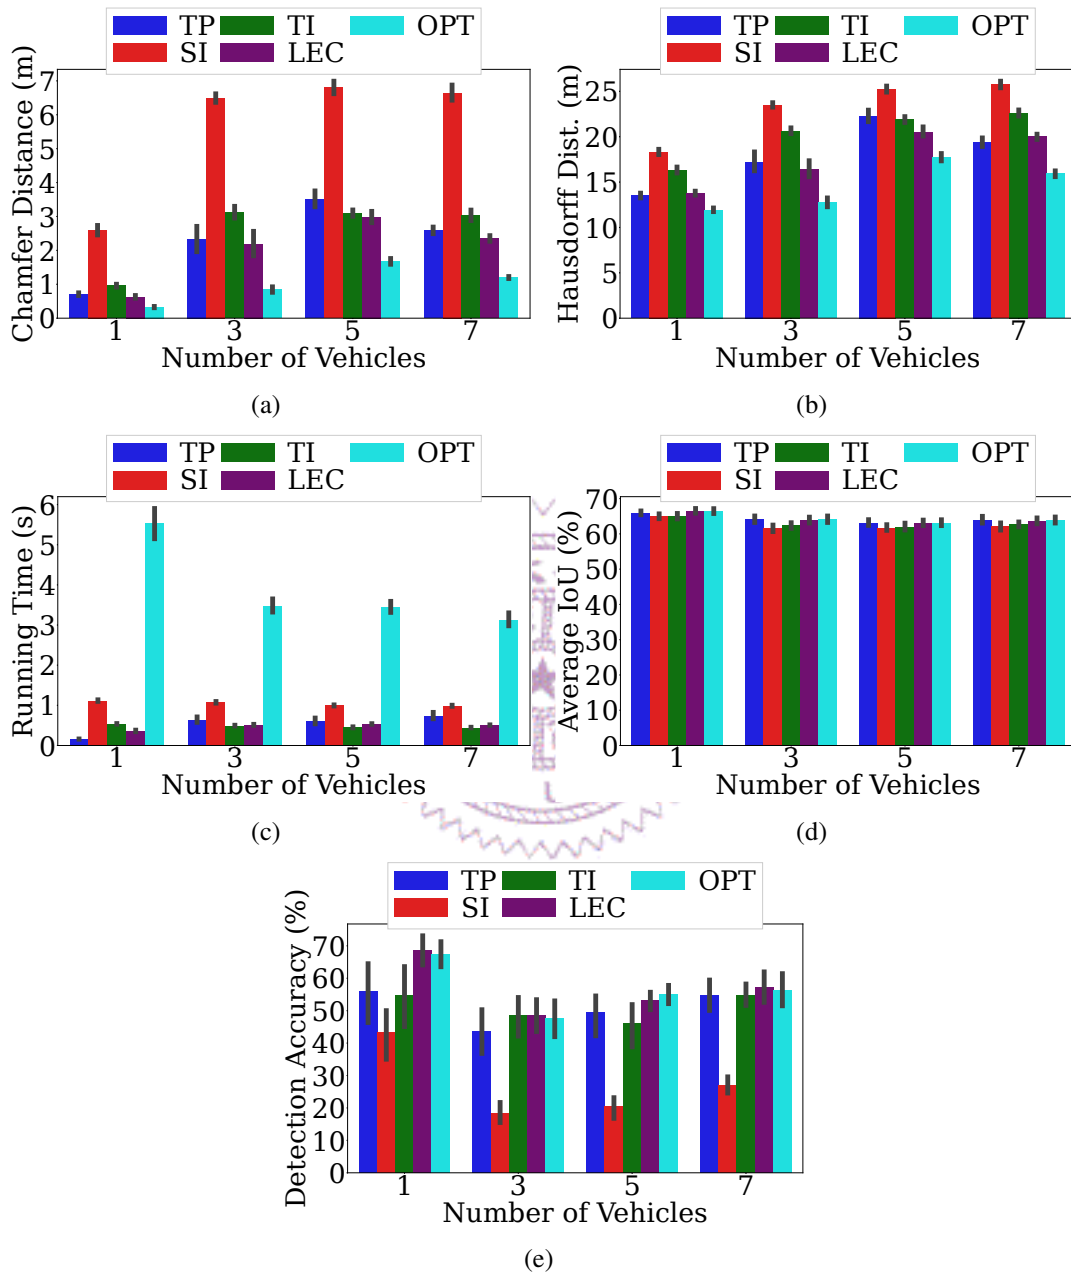 TP TI OPT
SI LEC
Chamfer Distance (m)
7
6
5
4
3
2
1
0
1 3 5 7
Number of Vehicles
(a)
TP TI OPT
SI LEC
Hausdorff Dist. (m)
25
20
15
10
5
0
1 3 5 7
Number of Vehicles
(b)
TP TI OPT
SI LEC
Running Time (s)
6
5
4
3
2
1
0
1 3 5 7
Number of Vehicles
(c)
TP TI OPT
SI LEC
Average IoU (%)
70
60
50
40
30
20
10
0
1 3 5 7
Number of Vehicles
(d)
TP TI OPT
SI LEC
Detection Accuracy (%)
70
60
50
40
30
20
10
0
1 3 5 7
Number of Vehicles
(e)